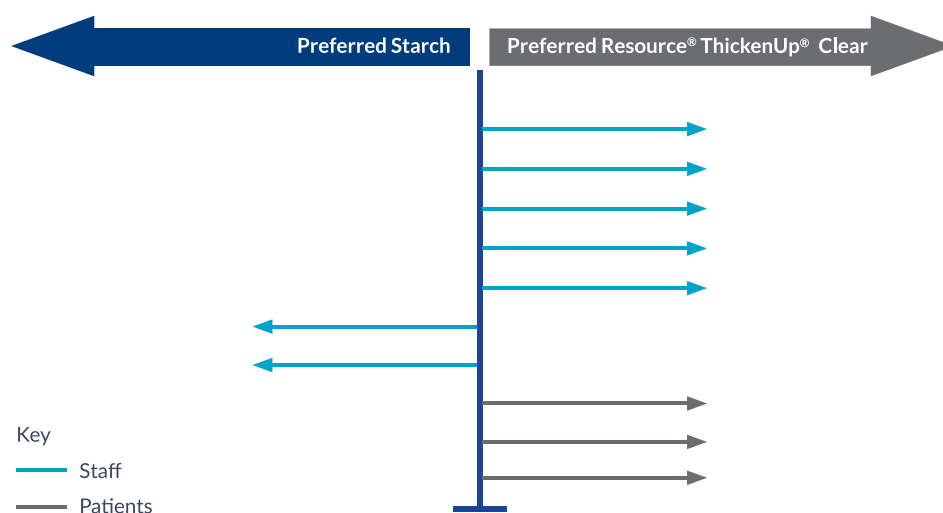 Preferred Starch
Preferred Resource® ThickenUp® Clear
Key
Staff
Patients